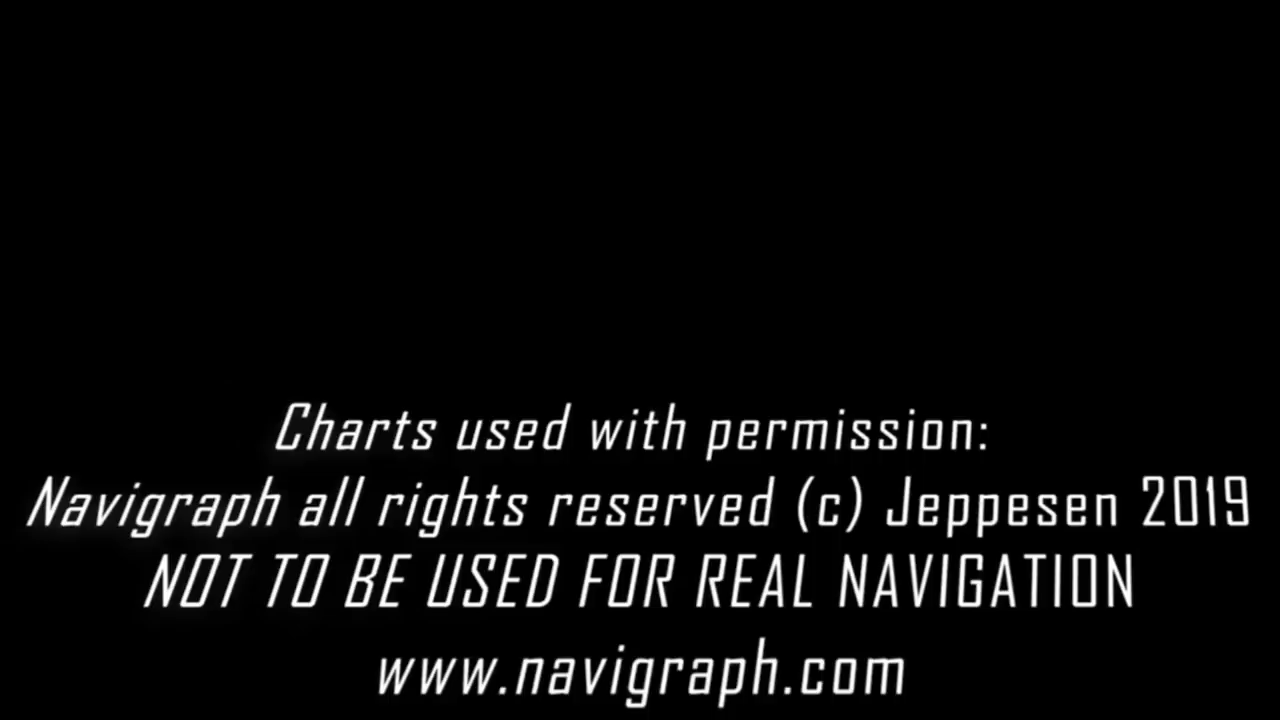 Charts used with permission:
Navigraph all rights reserved (c) Jeppesen 2019
NOT TO BE USED FOR REAL NAVIGATION
www.navigraph.com